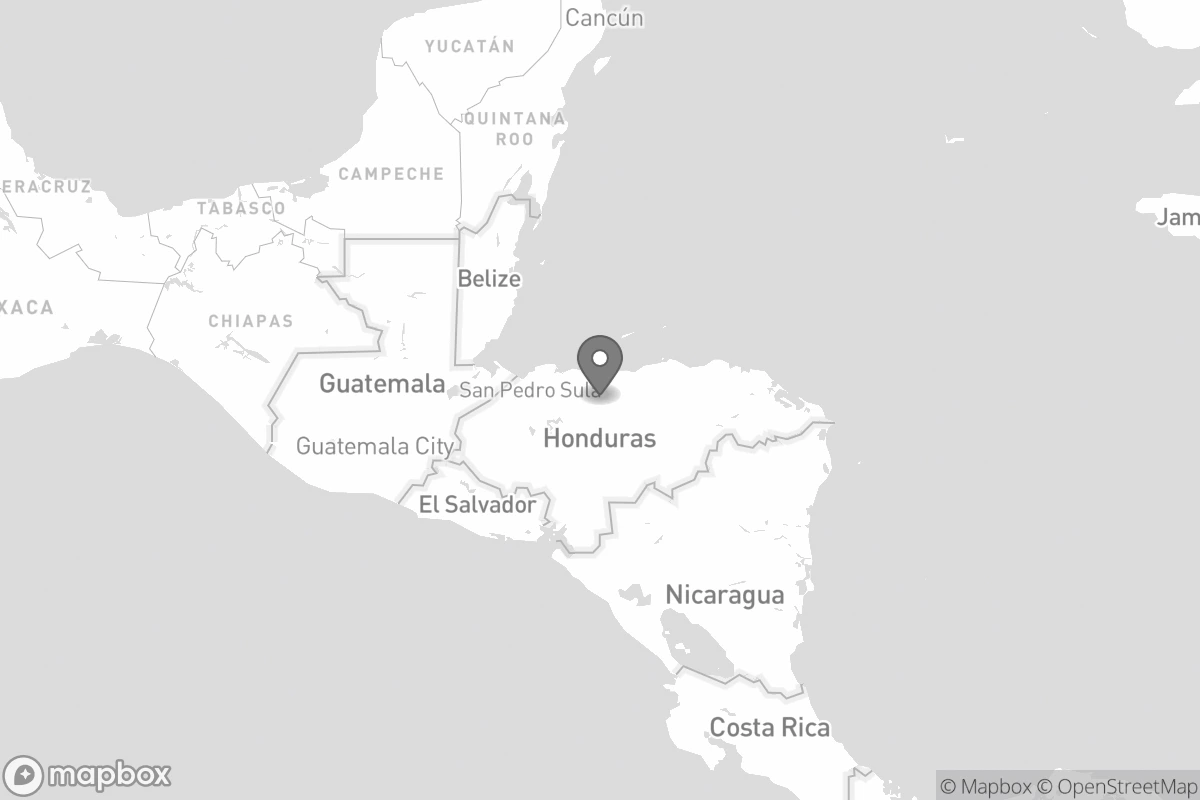 Cancún
YUCATÁN
QUINTANA
ROO
CAMPECHE
ERACRUZ
TABASCO
Jam
Belize
XACA
CHIAPAS
Guatemala
San Pedro Sula
Honduras
Guatemala City
El Salvador
Nicaragua
Costa Rica
mapbox
© Mapbox © OpenStreetMap